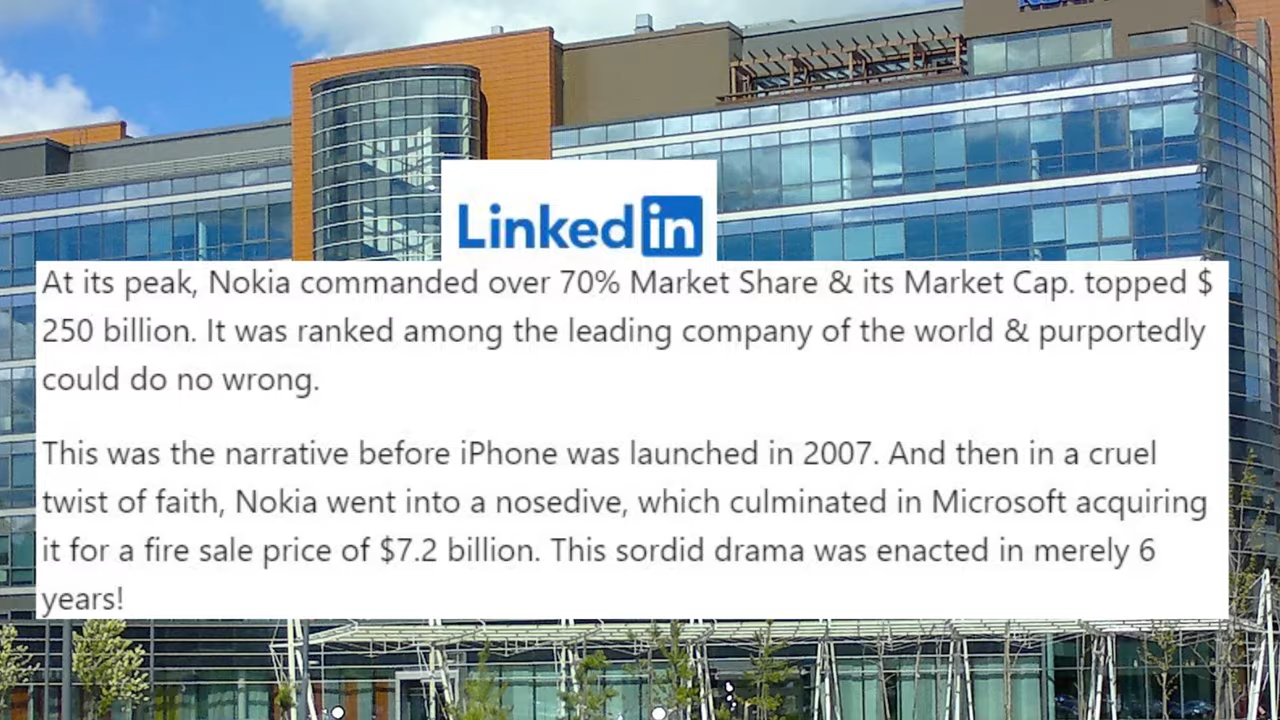 Linkedin
At its peak, Nokia commanded over 70% Market Share & its Market Cap. topped $
250 billion. It was ranked among the leading company of the world & purportedly
could do no wrong.
This was the narrative before iPhone was launched in 2007. And then in a cruel
twist of faith, Nokia went into a nosedive, which culminated in Microsoft acquiring
it for a fire sale price of $7.2 billion. This sordid drama was enacted in merely 6
years!